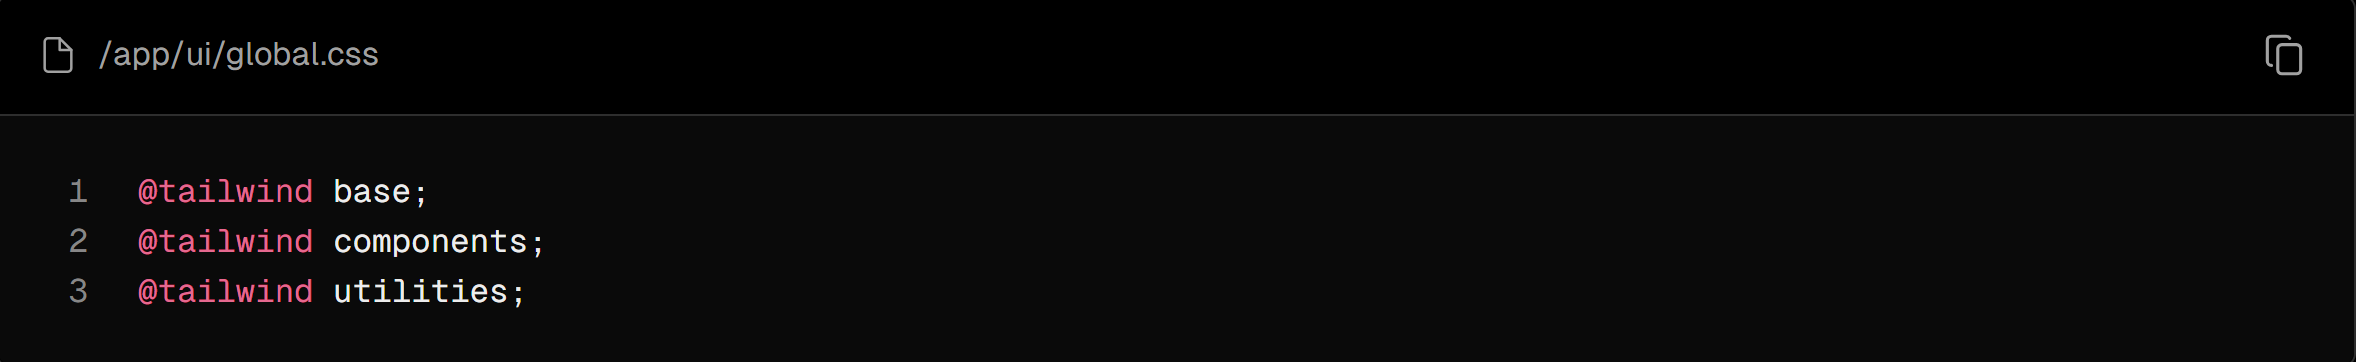 /app/ui/global.css
1 @tailwind base;
2 @tailwind components;
3 @tailwind utilities;